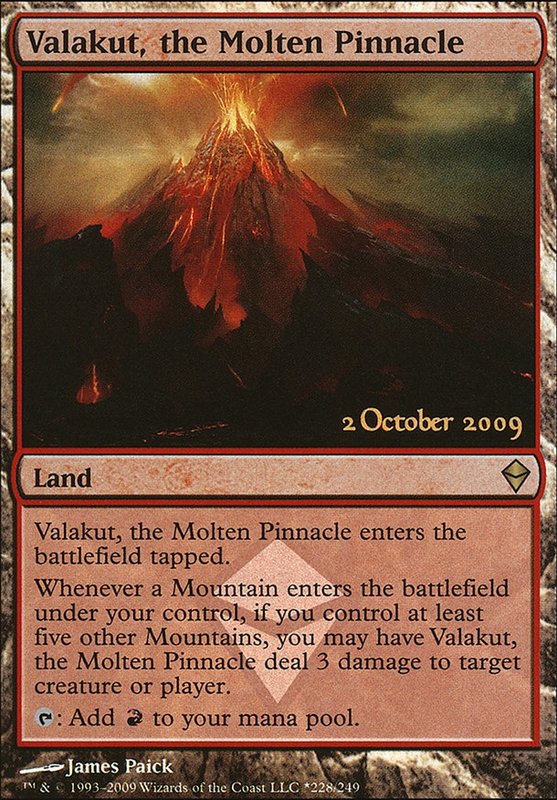 Valakut, the Molten Pinnacle
2 October 2009
Land
Valakut, the Molten Pinnacle enters the
battlefield tapped.
Whenever a Mountain enters the battlefield
under your control, if you control at least
five other Mountains, you may have Valakut,
the Molten Pinnacle deal 3 damage to target
creature or player.
: Add to your mana pool.
James Paick
™ & © 1993–2009 Wizards of the Coast LLC *228/249